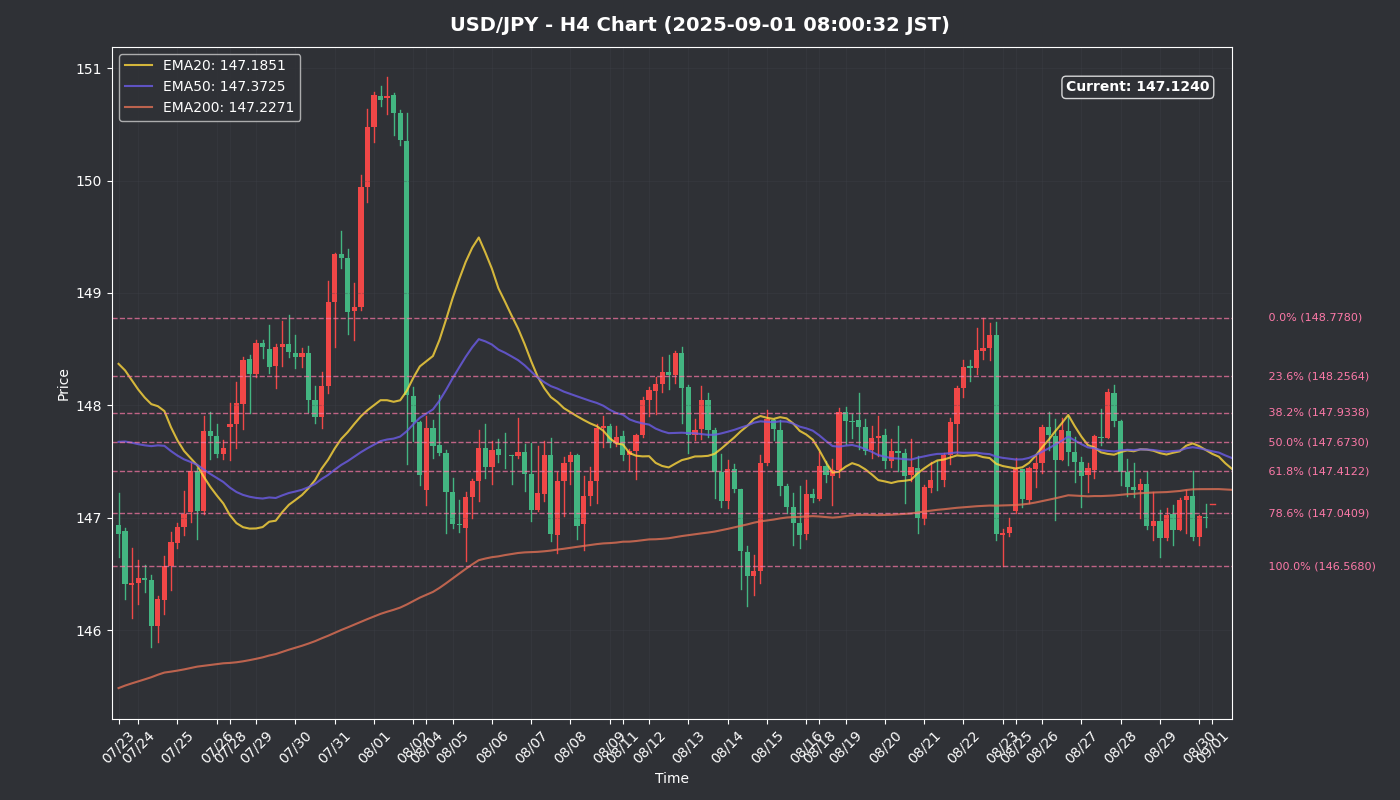 USD/JPY - H4 Chart (2025-09-01 08:00:32 JST)
EMA20: 147.1851
EMA50: 147.3725
EMA200: 147.2271
Current: 147.1240
151
150
149
148
147
146
Price
0.0% (148.7780)
23.6% (148.2564)
38.2% (147.9338)
50.0% (147.6730)
61.8% (147.4122)
78.6% (147.0409)
100.0% (146.5680)
07/23 07/24 07/25 07/26 07/28 07/29 07/30 07/31 08/01 08/02 08/04 08/05 08/06 08/07 08/08 08/09 08/11 08/12 08/13 08/14 08/15 08/16 08/18 08/19 08/20 08/21 08/22 08/23 08/25 08/26 08/27 08/28 08/29 08/30 09/01
Time